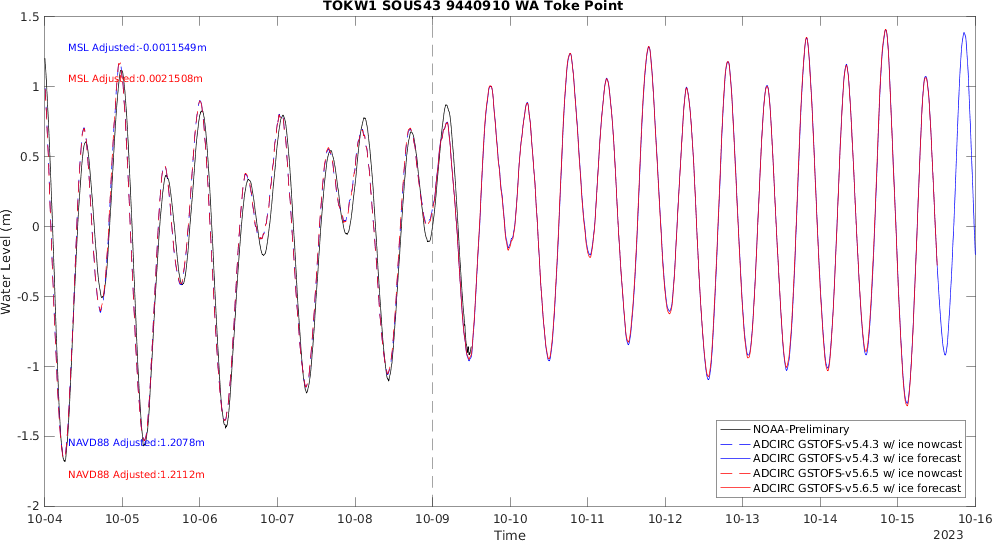 TOKW1 SOUS43 9440910 WA Toke Point
1.5
1
0.5
0
-0.5
-1
-1.5
-2
Water Level (m)
MSL Adjusted:-0.0011549m
MSL Adjusted:0.0021508m
NAVD88 Adjusted:1.2078m
NAVD88 Adjusted:1.2112m
NOAA-Preliminary
ADCIRC GSTOFS-v5.4.3 w/ ice nowcast
ADCIRC GSTOFS-v5.4.3 w/ ice forecast
ADCIRC GSTOFS-v5.6.5 w/ ice nowcast
ADCIRC GSTOFS-v5.6.5 w/ ice forecast
10-04 10-05 10-06 10-07 10-08 10-09 10-10 10-11 10-12 10-13 10-14 10-15 10-16
Time
2023